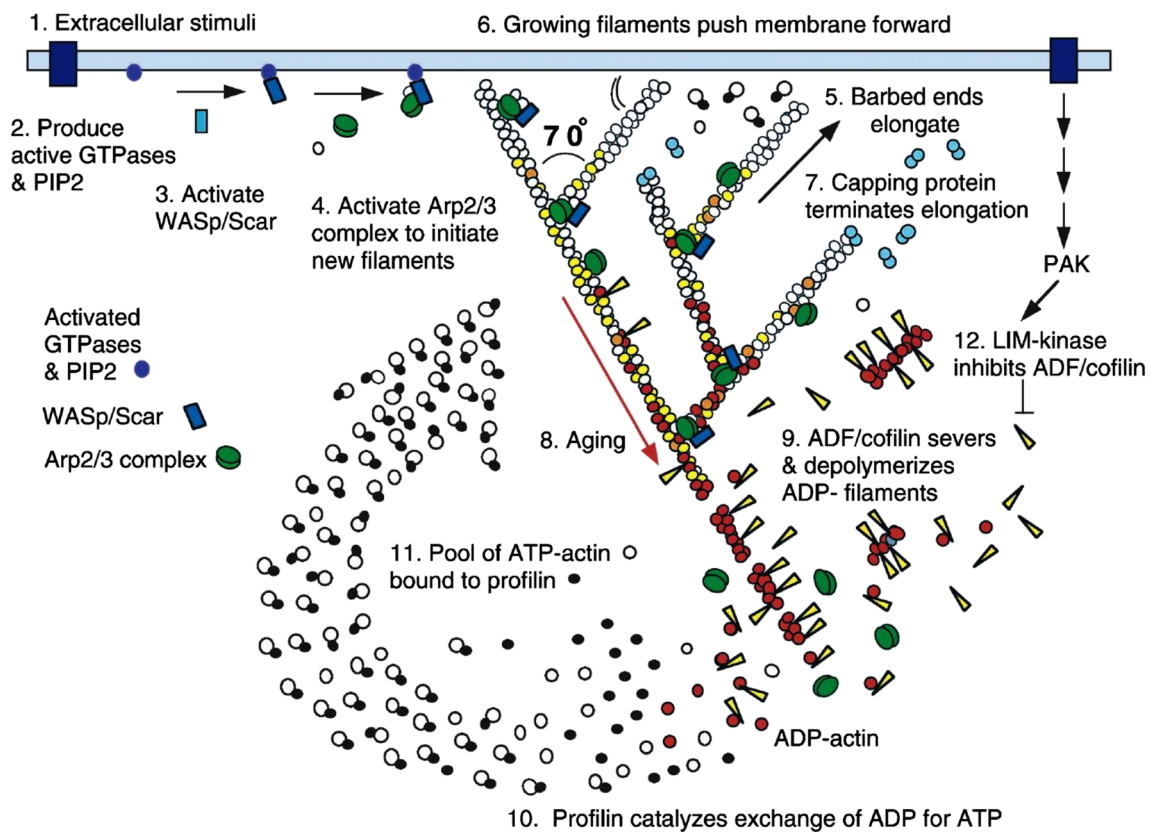 1. Extracellular stimuli
6. Growing filaments push membrane forward
2. Produce
active GTPases
& PIP2
3. Activate
WASp/Scar
4. Activate Arp2/3
complex to initiate
new filaments
70°
5. Barbed ends
elongate
7. Capping protein
terminates elongation
PAK
12. LIM-kinase
inhibits ADF/cofilin
Activated
GTPases
& PIP2
WASp/Scar
Arp2/3 complex
8. Aging
9. ADF/cofilin severs
& depolymerizes
ADP- filaments
11. Pool of ATP-actin
bound to profilin
ADP-actin
10. Profilin catalyzes exchange of ADP for ATP